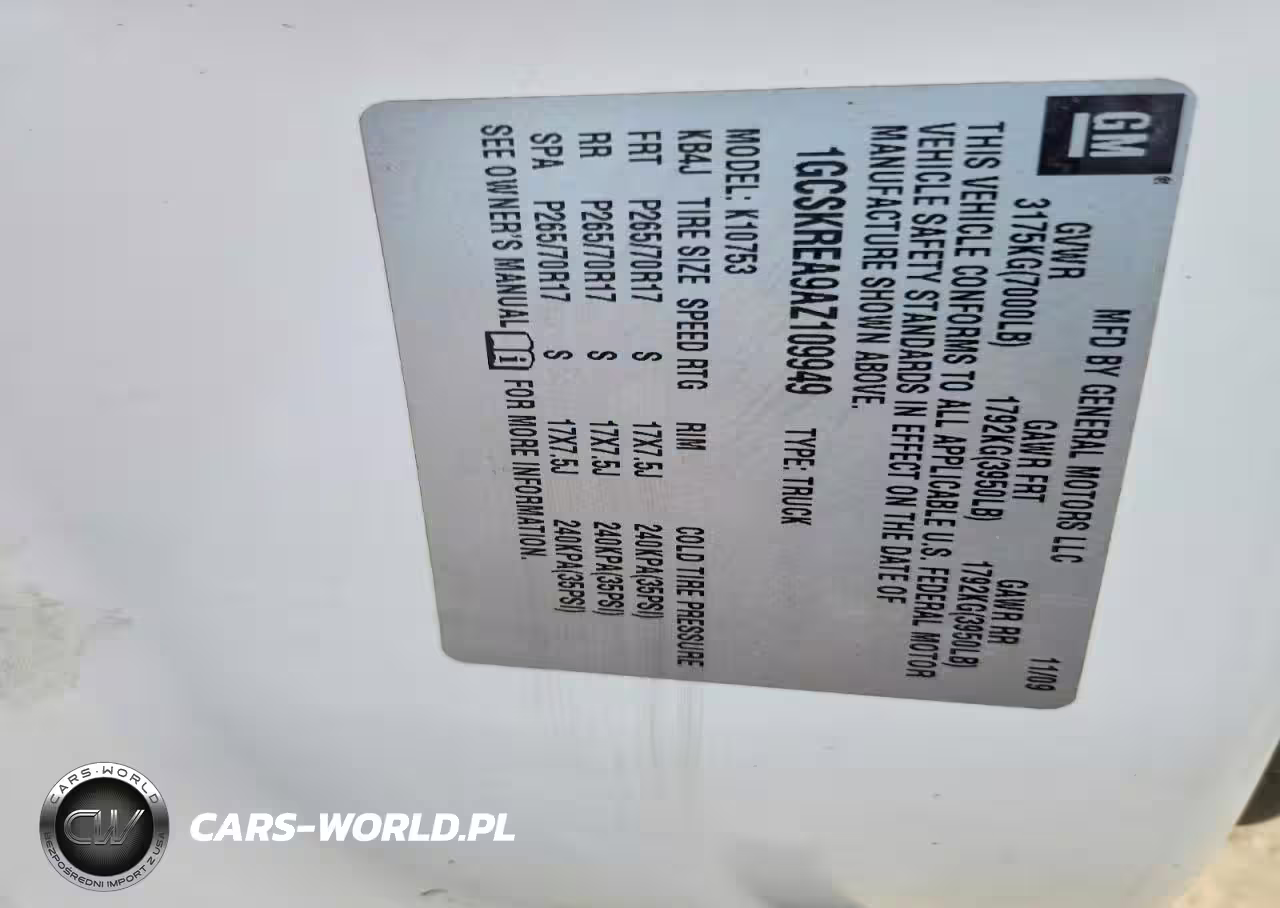 GM
MFD BY GENERAL MOTORS LLC 11/09
GVWR GAWR FRT GAWR RR
3175KG(7000LB) 1792KG(3950LB) 1792KG(3950LB)
THIS VEHICLE CONFORMS TO ALL APPLICABLE U.S. FEDERAL MOTOR
VEHICLE SAFETY STANDARDS IN EFFECT ON THE DATE OF
MANUFACTURE SHOWN ABOVE.
1GCSKREA9AZ109949 TYPE: TRUCK
MODEL: K10753
KB4J TIRE SIZE SPEED RTG RIM COLD TIRE PRESSURE
FRT P265/70R17 S 17X7.5J 240KPA(35PSI)
RR P265/70R17 S 17X7.5J 240KPA(35PSI)
SPA P265/70R17 S 17X7.5J 240KPA(35PSI)
SEE OWNER'S MANUAL FOR MORE INFORMATION.
CARS-WORLD
CW
BEZPOŚREDNI IMPORT Z USA
CARS-WORLD.PL